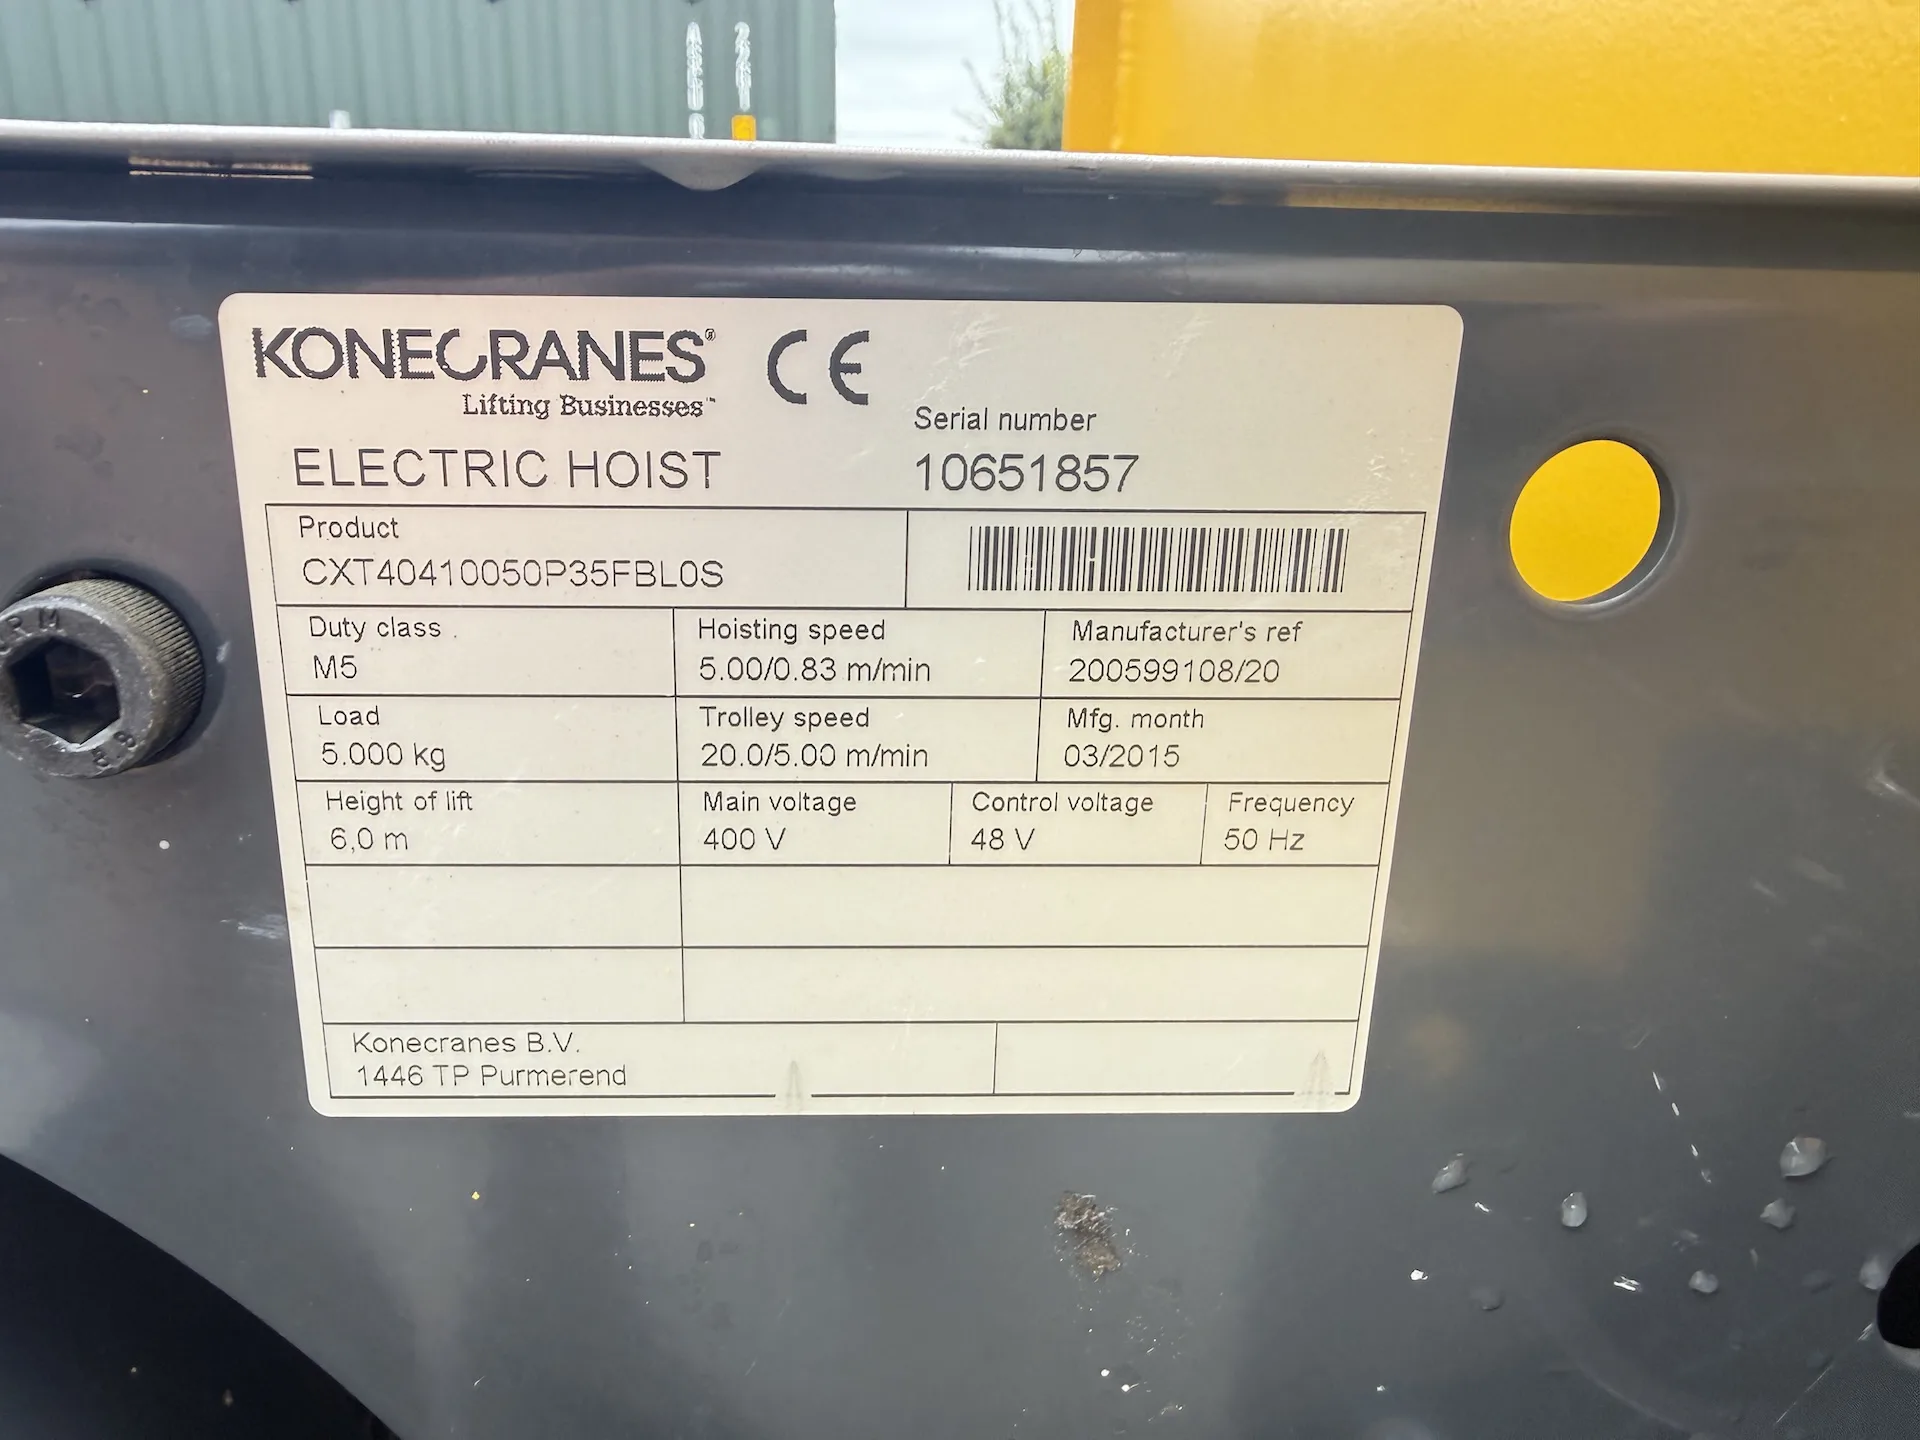 KONECRANES®
Lifting Businesses™
CE
Serial number
ELECTRIC HOIST
10651857
Product
CXT40410050P35FBL0S
Duty class
M5
Hoisting speed
5.00/0.83 m/min
Manufacturer's ref
200599108/20
Load
5.000 kg
Trolley speed
20.0/5.00 m/min
Mfg. month
03/2015
Height of lift
6,0 m
Main voltage
400 V
Control voltage
48 V
Frequency
50 Hz
Konecranes B.V.
1446 TP Purmerend
8.8